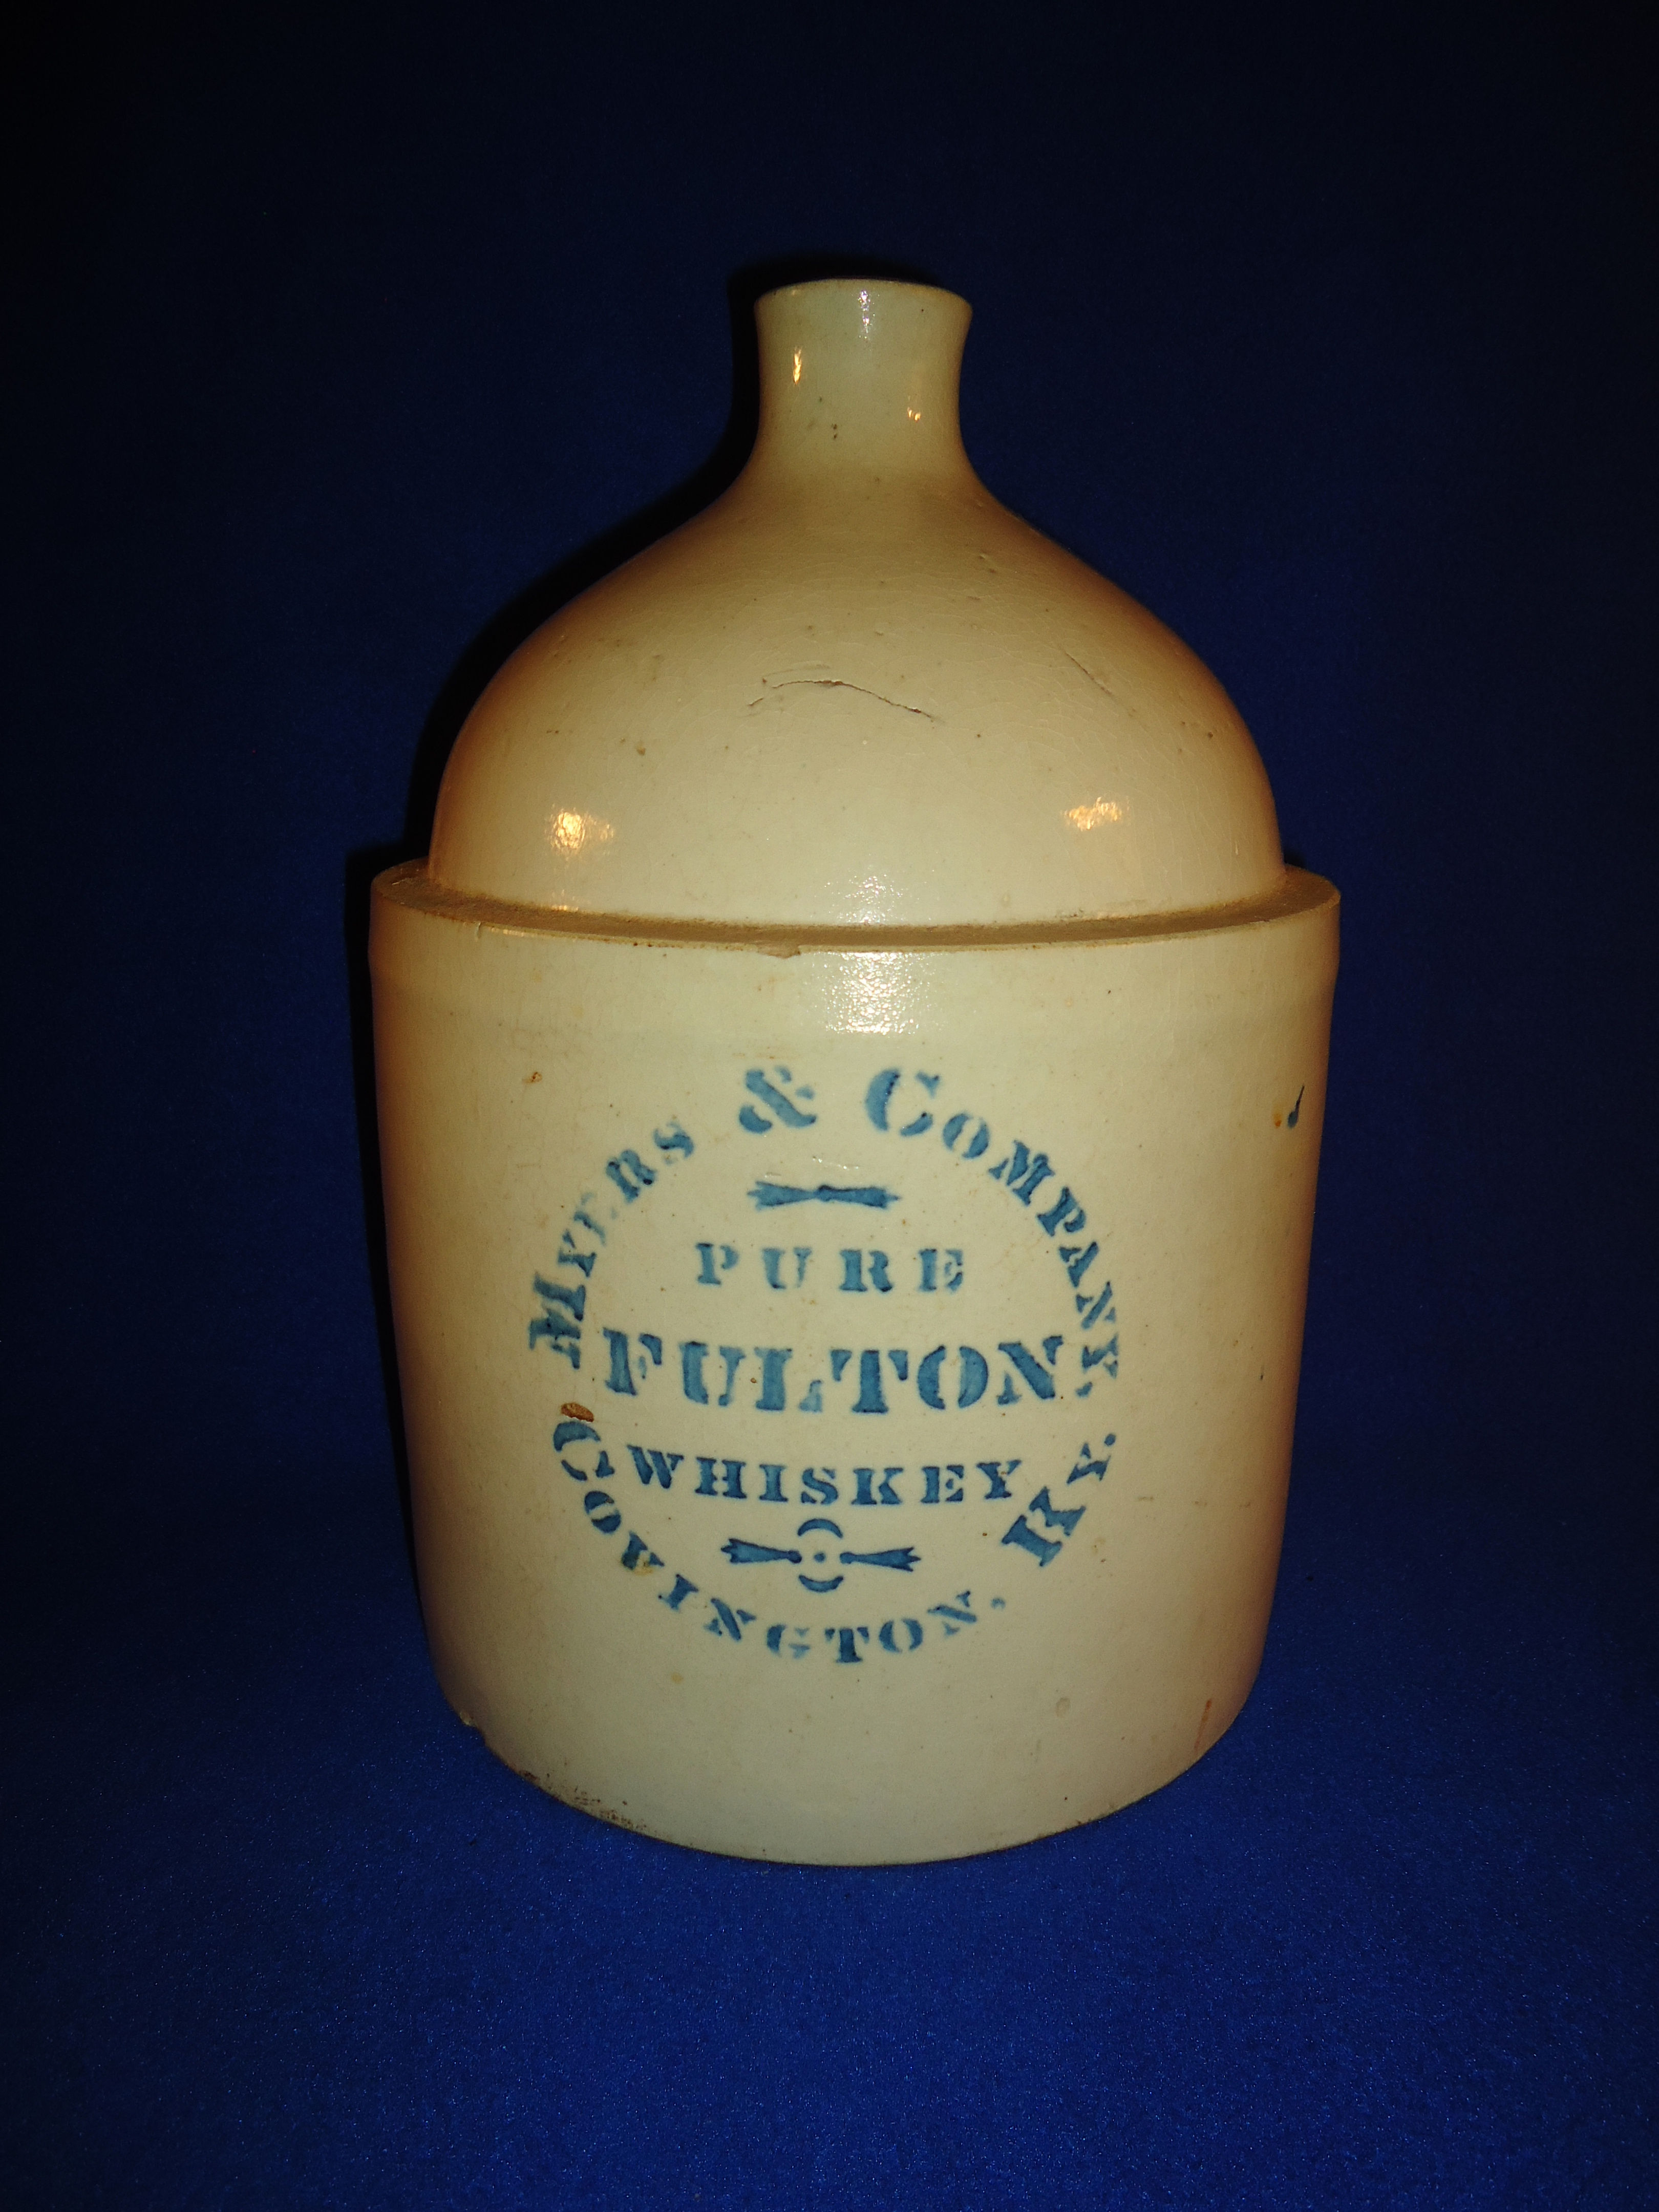 MYERS & COMPANY.
PURE
FULTON
WHISKEY
COVINGTON, KY.